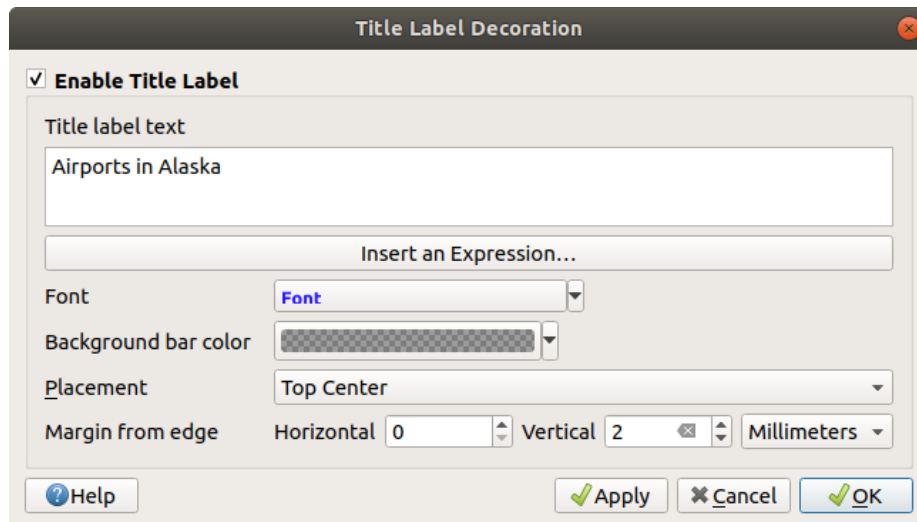 Title Label Decoration
Enable Title Label
Title label text
Airports in Alaska
Insert an Expression...
Font Font
Background bar color
Placement Top Center
Margin from edge Horizontal 0 Vertical 2 Millimeters
Help Apply Cancel OK